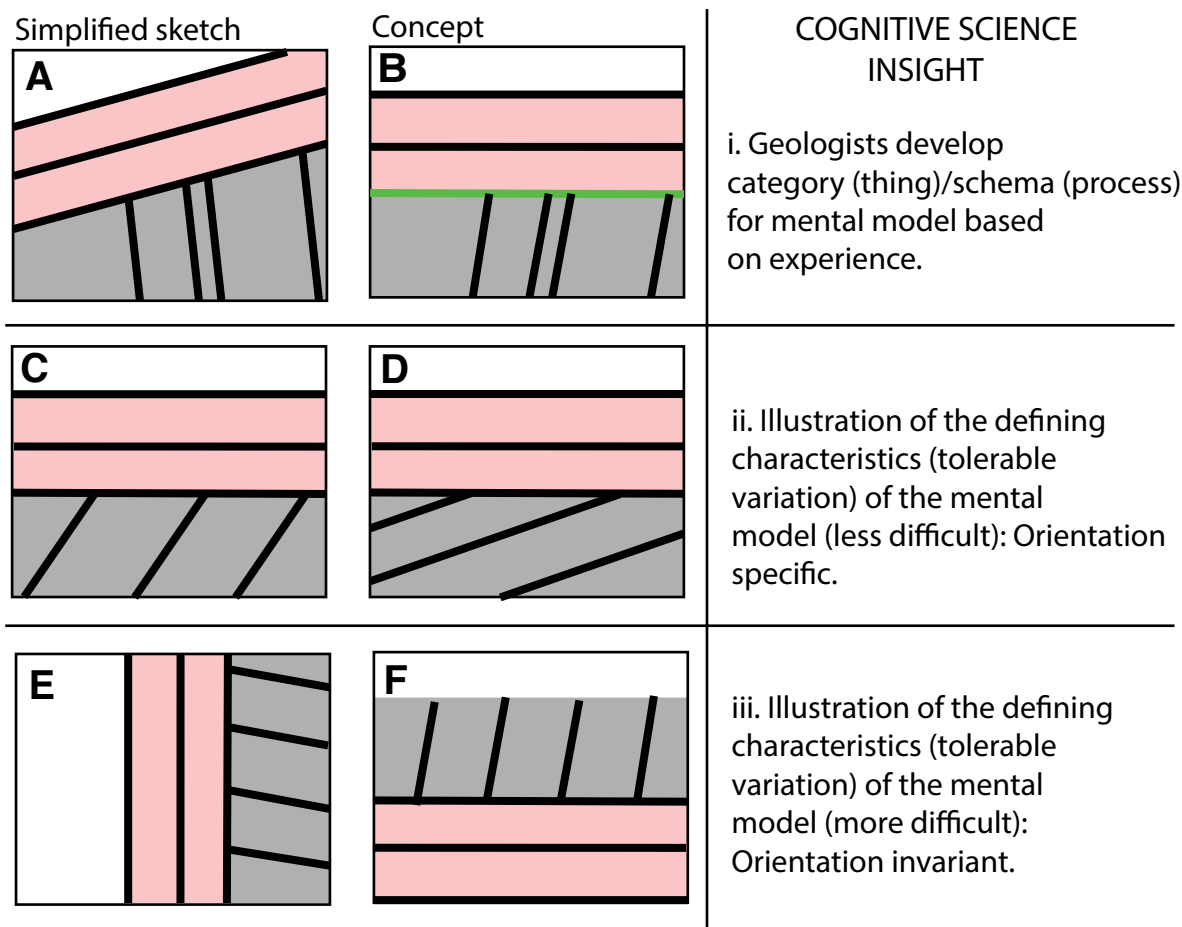 Simplified sketch
Concept
COGNITIVE SCIENCE
INSIGHT
A
B
i. Geologists develop
category (thing)/schema (process)
for mental model based
on experience.
C
D
ii. Illustration of the defining
characteristics (tolerable
variation) of the mental
model (less difficult): Orientation
specific.
E
F
iii. Illustration of the defining
characteristics (tolerable
variation) of the mental
model (more difficult):
Orientation invariant.